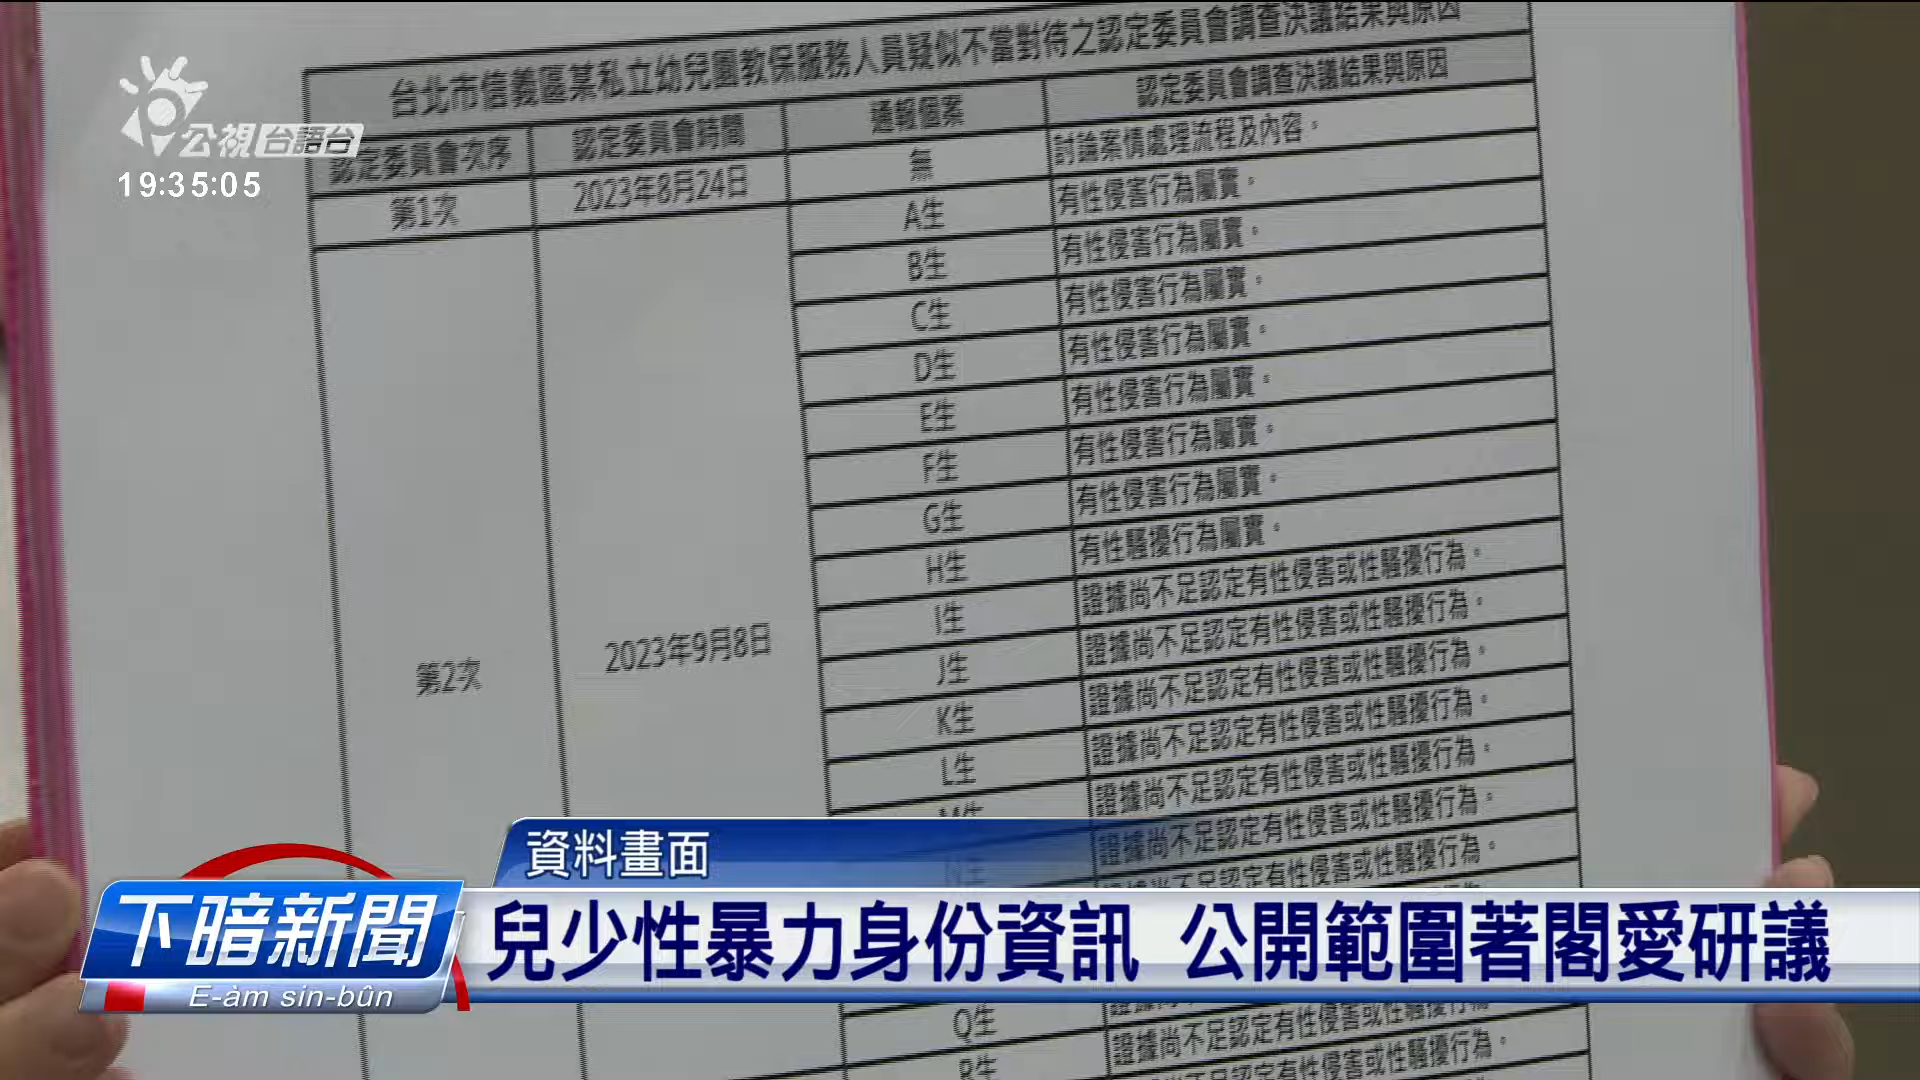 台北市信義區某私立幼兒園教保服務人員疑似不當對待之認定委員會調查決議結果與原因
認定委員會次序 認定委員會時間 通報個案 認定委員會調查決議結果與原因
第1次 2023年8月24日 無 討論案情處理流程及內容。
A生 有性侵害行為屬實。
B生 有性侵害行為屬實。
C生 有性侵害行為屬實。
D生 有性侵害行為屬實。
E生 有性侵害行為屬實。
F生 有性侵害行為屬實。
G生 有性侵害行為屬實。
H生 有性騷擾行為屬實。
I生 證據尚不足認定有性侵害或性騷擾行為。
第2次 2023年9月8日 J生 證據尚不足認定有性侵害或性騷擾行為。
K生 證據尚不足認定有性侵害或性騷擾行為。
L生 證據尚不足認定有性侵害或性騷擾行為。
M生 證據尚不足認定有性侵害或性騷擾行為。
N生 證據尚不足認定有性侵害或性騷擾行為。
證據尚不足認定有性侵害或性騷擾行為。
Q生
R生 證據尚不足認定有性侵害或性騷擾行為。
公視台語台
19:35:05
資料畫面
下暗新聞
E-àm sin-bûn
兒少性暴力身份資訊 公開範圍著閣愛研議